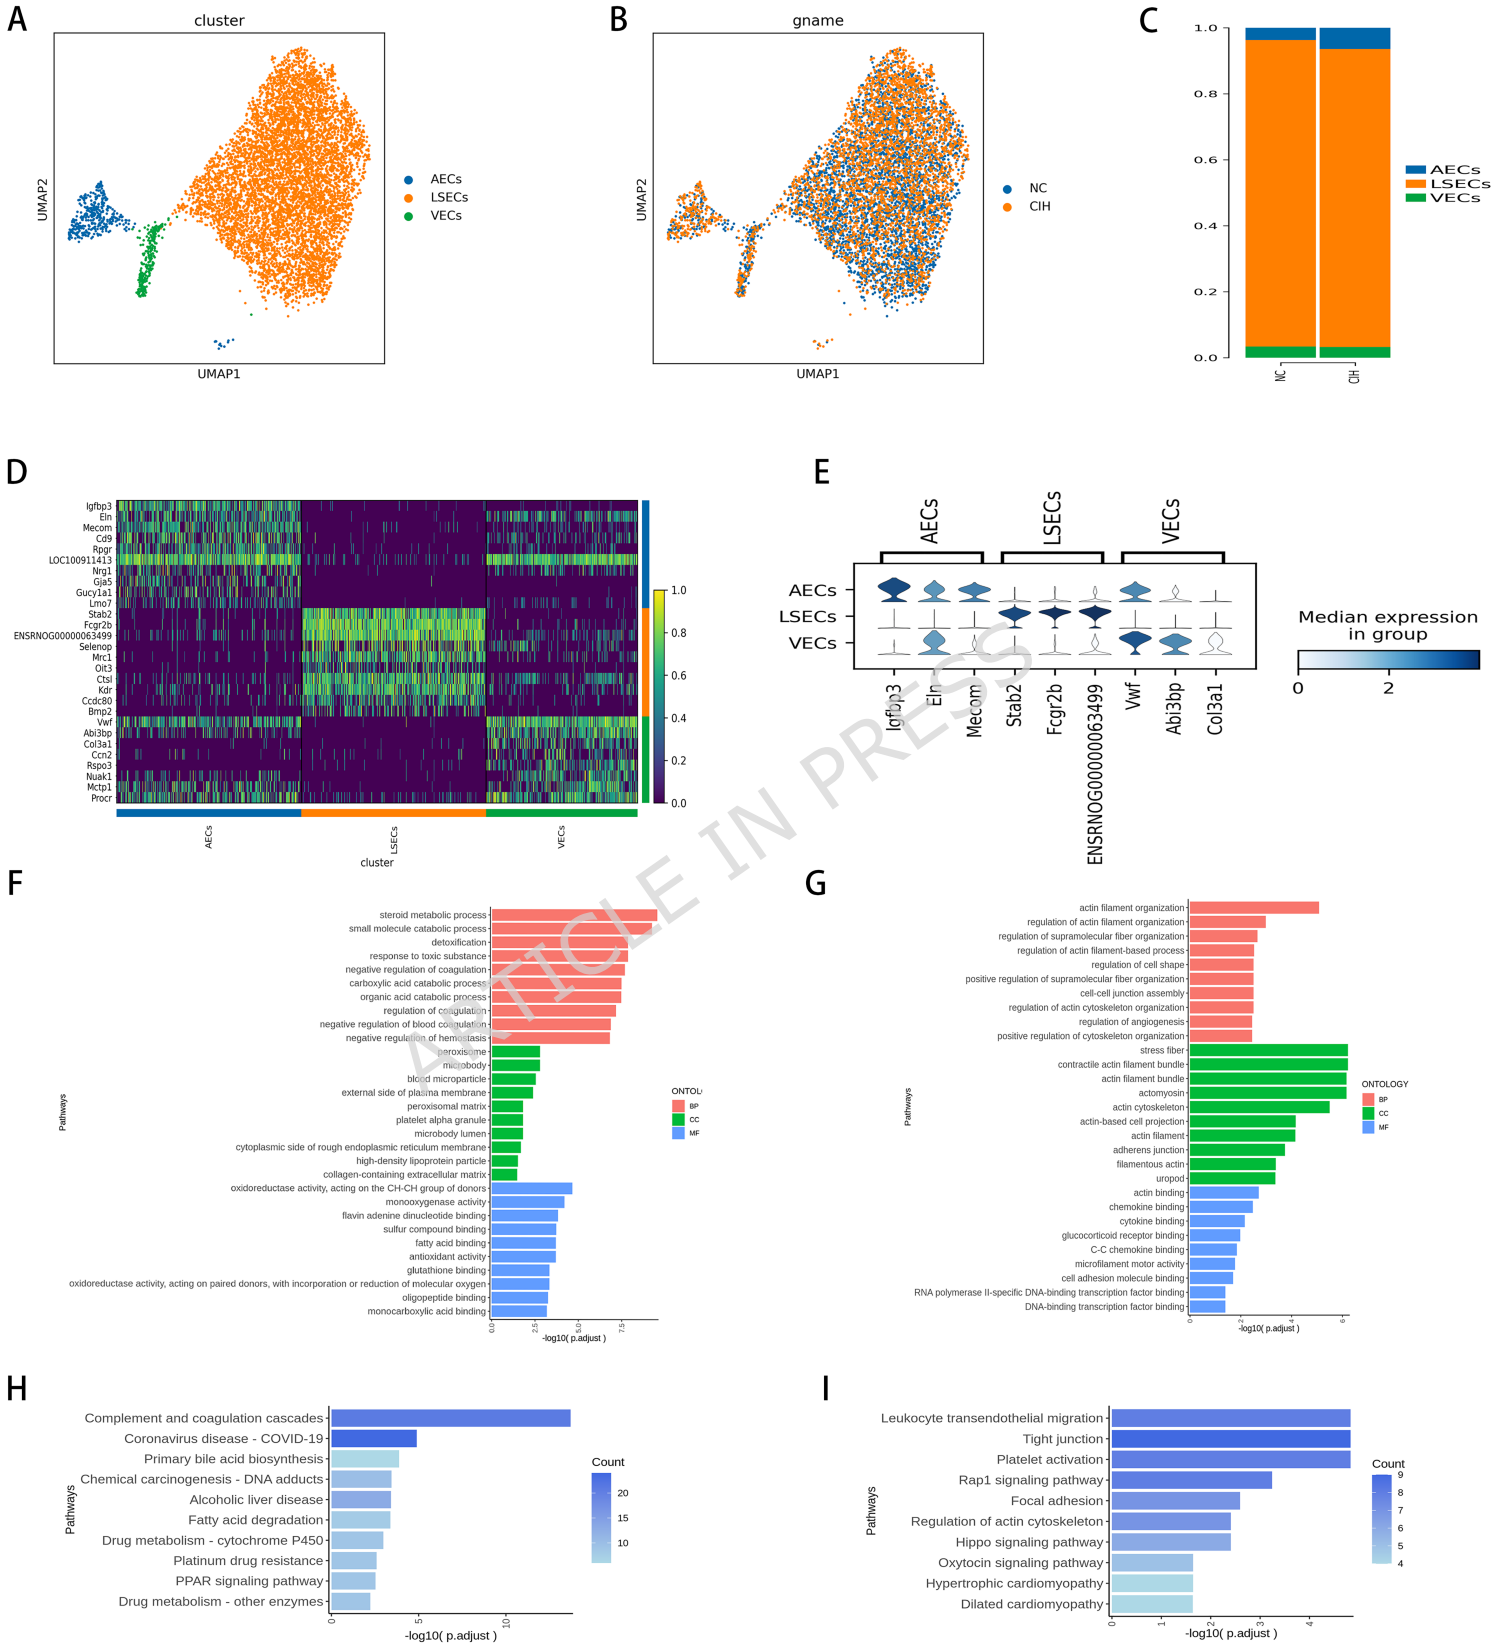 A
cluster
UMAP2
UMAP1
AECs
LSECs
VECs
B
gname
UMAP2
UMAP1
NC
CIH
C
1.0
0.8
0.6
0.4
0.2
0.0
NC
CIH
AECs
LSECs
VECs
D
Igfbp3
Eln
Mecom
Cd9
Rpgr
LOC100911413
Nrg1
Gja5
Gucy1a1
Lmo7
Stab2
Fcgr2b
ENSRNOG00000063499
Selenop
Mrc1
Oit3
Ctsl
Kdr
Ccdc80
Bmp2
Vwf
Abi3bp
Col3a1
Ccn2
Rspo3
Nuak1
Mctp1
Procr
AECs
LSECs
VECs
cluster
1.0
0.8
0.6
0.4
0.2
0.0
E
AECs
LSECs
VECs
AECs
LSECs
VECs
Igfbp3
Eln
Mecom
Stab2
Fcgr2b
ENSRNOG00000063499
Vwf
Abi3bp
Col3a1
Median expression
in group
0 2
ARTICLE IN PRESS
F
Pathways
steroid metabolic process
small molecule catabolic process
detoxification
response to toxic substance
negative regulation of coagulation
carboxylic acid catabolic process
organic acid catabolic process
regulation of coagulation
negative regulation of blood coagulation
negative regulation of hemostasis
peroxisome
microbody
blood microparticle
external side of plasma membrane
peroxisomal matrix
platelet alpha granule
microbody lumen
cytoplasmic side of rough endoplasmic reticulum membrane
high-density lipoprotein particle
collagen-containing extracellular matrix
oxidoreductase activity, acting on the CH-CH group of donors
monooxygenase activity
flavin adenine dinucleotide binding
sulfur compound binding
fatty acid binding
antioxidant activity
glutathione binding
oxidoreductase activity, acting on paired donors, with incorporation or reduction of molecular oxygen
oligopeptide binding
monocarboxylic acid binding
0.0 2.5 5.0 7.5
-log10( p.adjust )
ONTOL
BP
CC
MF
G
Pathways
actin filament organization
regulation of actin filament organization
regulation of supramolecular fiber organization
regulation of actin filament-based process
regulation of cell shape
positive regulation of supramolecular fiber organization
cell-cell junction assembly
regulation of actin cytoskeleton organization
regulation of angiogenesis
positive regulation of cytoskeleton organization
stress fiber
contractile actin filament bundle
actin filament bundle
actomyosin
actin cytoskeleton
actin-based cell projection
actin filament
adherens junction
filamentous actin
uropod
actin binding
chemokine binding
cytokine binding
glucocorticoid receptor binding
C-C chemokine binding
microfilament motor activity
cell adhesion molecule binding
RNA polymerase II-specific DNA-binding transcription factor binding
DNA-binding transcription factor binding
0 2 4 6
-log10( p.adjust )
ONTOLOGY
BP
CC
MF
H
Pathways
Complement and coagulation cascades
Coronavirus disease - COVID-19
Primary bile acid biosynthesis
Chemical carcinogenesis - DNA adducts
Alcoholic liver disease
Fatty acid degradation
Drug metabolism - cytochrome P450
Platinum drug resistance
PPAR signaling pathway
Drug metabolism - other enzymes
0 5 10
-log10( p.adjust )
Count
20
15
10
I
Pathways
Leukocyte transendothelial migration
Tight junction
Platelet activation
Rap1 signaling pathway
Focal adhesion
Regulation of actin cytoskeleton
Hippo signaling pathway
Oxytocin signaling pathway
Hypertrophic cardiomyopathy
Dilated cardiomyopathy
0 1 2 3 4
-log10( p.adjust )
Count
9
8
7
6
5
4